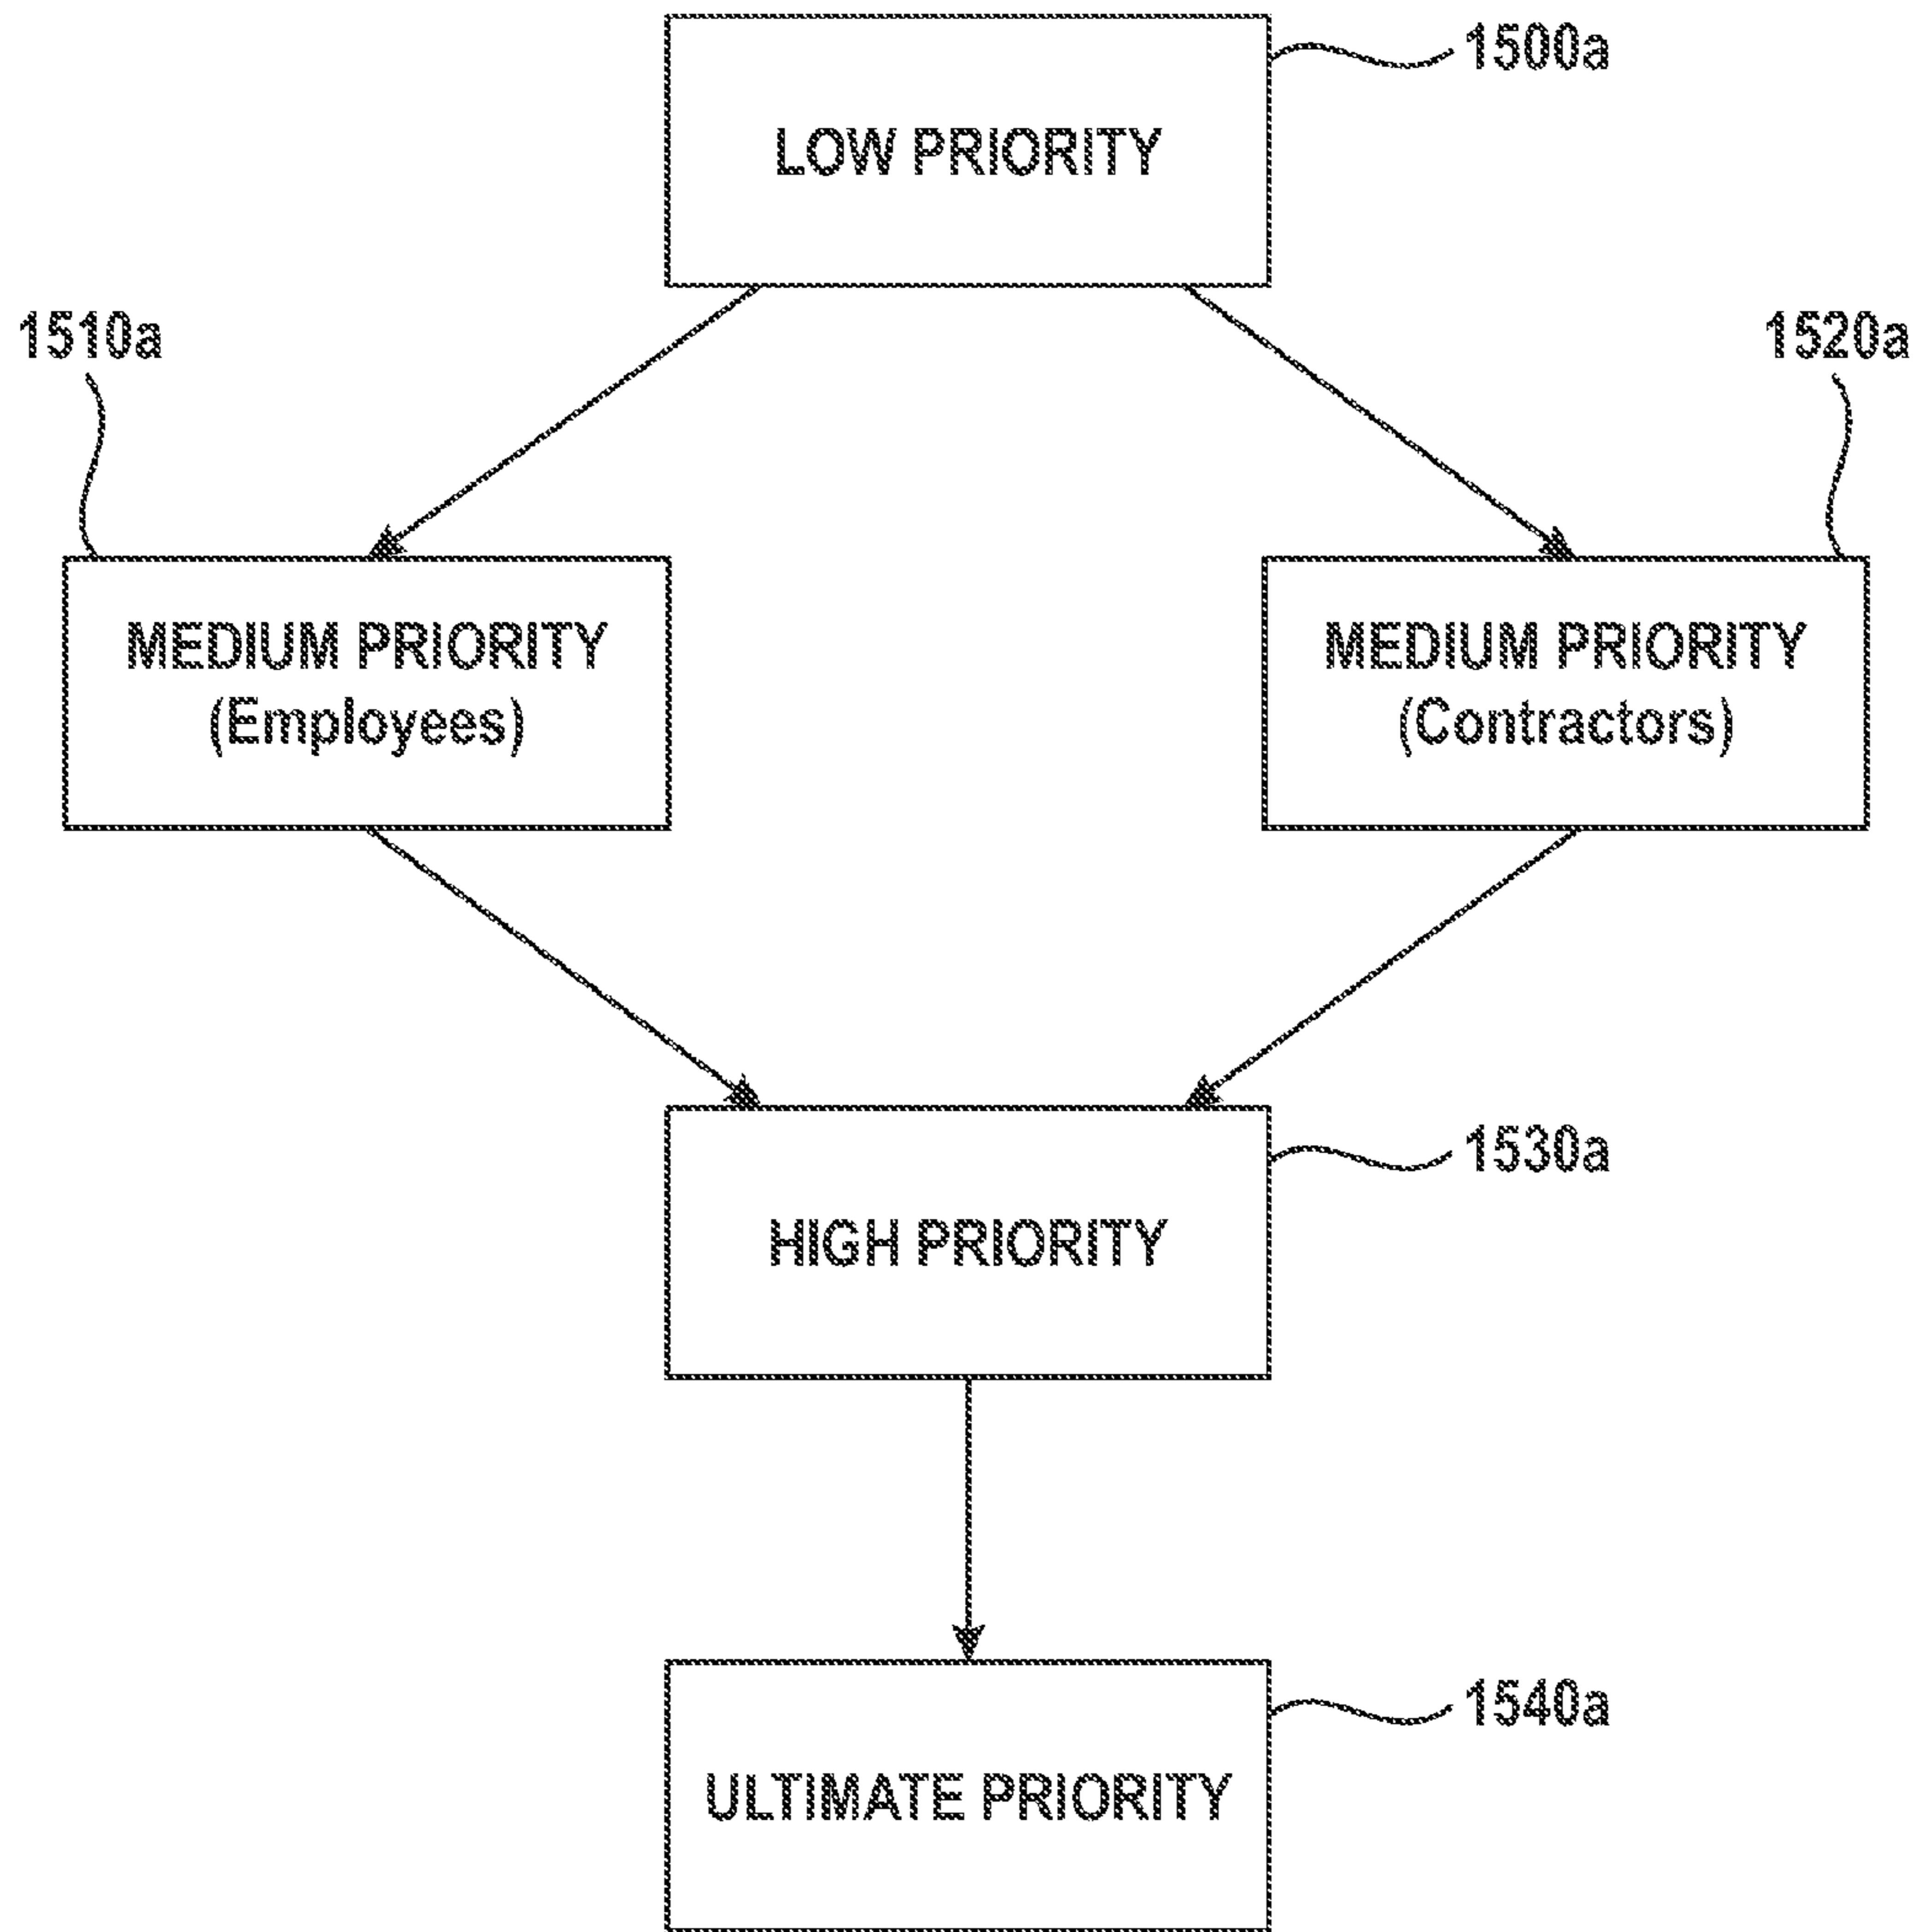 1500a
LOW PRIORITY
1510a
1520a
MEDIUM PRIORITY
(Employees)
MEDIUM PRIORITY
(Contractors)
1530a
HIGH PRIORITY
1540a
ULTIMATE PRIORITY